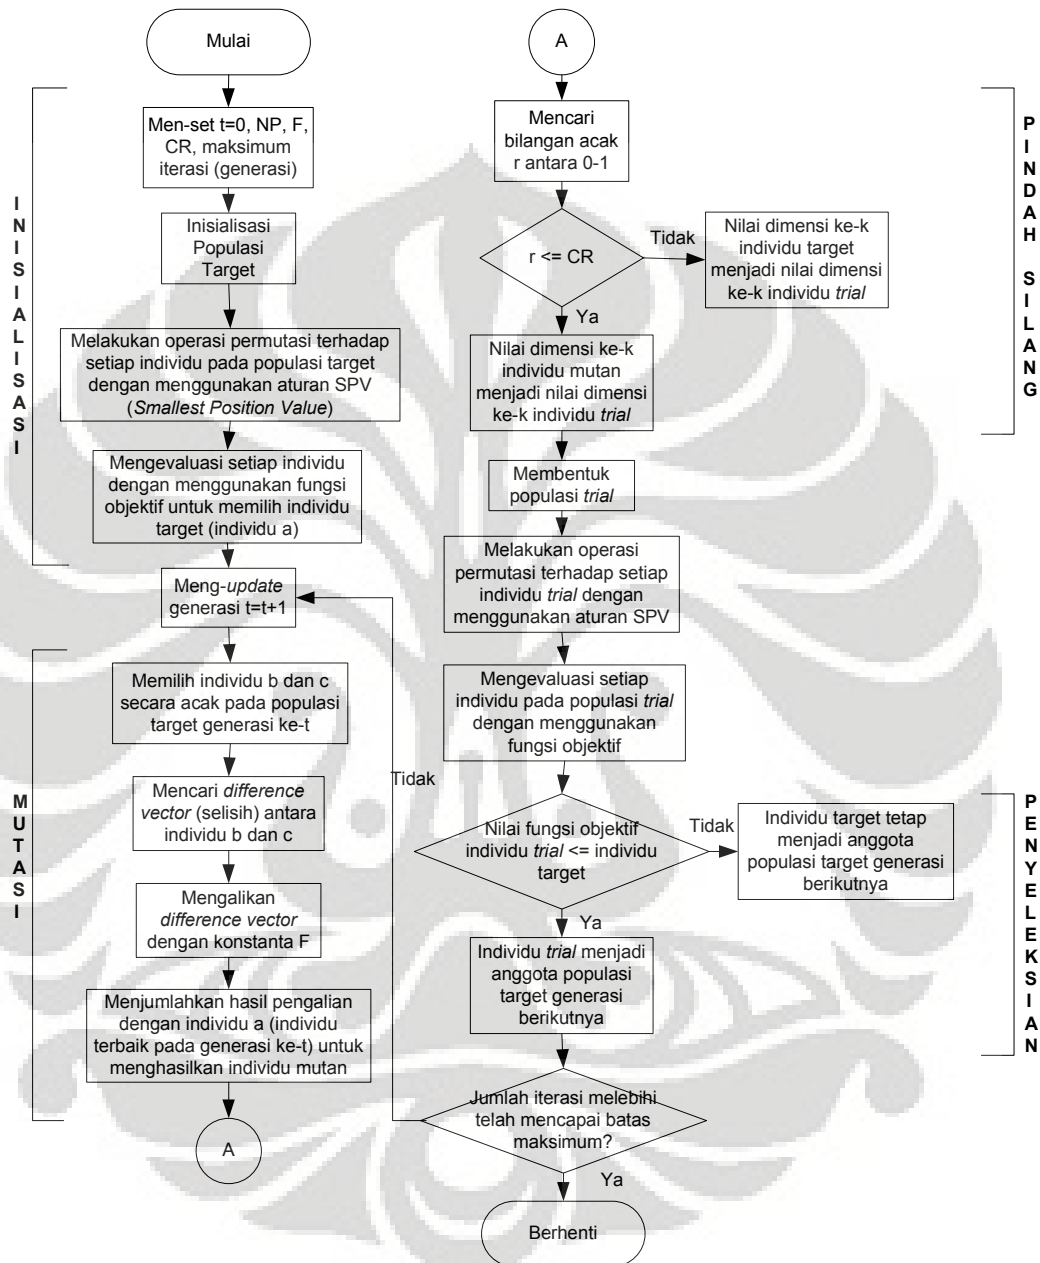 Mulai
Men-set t=0, NP, F,
CR, maksimum
iterasi (generasi)
Inisialisasi
Populasi
Target
Melakukan operasi permutasi terhadap
setiap individu pada populasi target
dengan menggunakan aturan SPV
(Smallest Position Value)
Mengevaluasi setiap individu
dengan menggunakan fungsi
objektif untuk memilih individu
target (individu a)
INISIALISASI
Meng-update
generasi t=t+1
Memilih individu b dan c
secara acak pada populasi
target generasi ke-t
Mencari difference
vector (selisih) antara
individu b dan c
Mengalikan
difference vector
dengan konstanta F
Menjumlahkan hasil pengalian
dengan individu a (individu
terbaik pada generasi ke-t) untuk
menghasilkan individu mutan
MUTASI
A
A
Mencari
bilangan acak
r antara 0-1
r <= CR
Tidak
Nilai dimensi ke-k
individu target
menjadi nilai dimensi
ke-k individu trial
Ya
Nilai dimensi ke-k
individu mutan
menjadi nilai dimensi
ke-k individu trial
PINDAH SILANG
Membentuk
populasi trial
Melakukan operasi
permutasi terhadap setiap
individu trial dengan
menggunakan aturan SPV
Mengevaluasi setiap
individu pada populasi trial
dengan menggunakan
fungsi objektif
Tidak
Nilai fungsi objektif
individu trial <= individu
target
Tidak
Individu target tetap
menjadi anggota
populasi target generasi
berikutnya
Ya
Individu trial menjadi
anggota populasi
target generasi
berikutnya
PENYELEKSIAN
Jumlah iterasi melebihi
telah mencapai batas
maksimum?
Ya
Berhenti